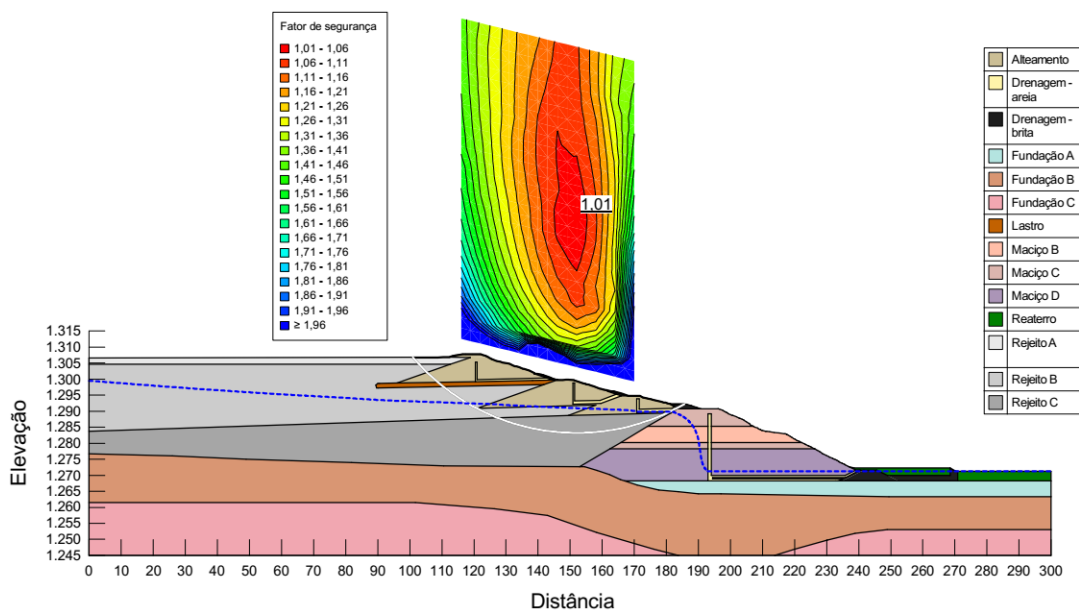 Fator de segurança
1,01 - 1,06
1,06 - 1,11
1,11 - 1,16
1,16 - 1,21
1,21 - 1,26
1,26 - 1,31
1,31 - 1,36
1,36 - 1,41
1,41 - 1,46
1,46 - 1,51
1,51 - 1,56
1,56 - 1,61
1,61 - 1,66
1,66 - 1,71
1,71 - 1,76
1,76 - 1,81
1,81 - 1,86
1,86 - 1,91
1,91 - 1,96
≥ 1,96
1,01
Alteamento
Drenagem -
areia
Drenagem -
brita
Fundação A
Fundação B
Fundação C
Lastro
Maciço B
Maciço C
Maciço D
Reaterro
Rejeito A
Rejeito B
Rejeito C
Elevação
1.315
1.310
1.305
1.300
1.295
1.290
1.285
1.280
1.275
1.270
1.265
1.260
1.255
1.250
1.245
0 10 20 30 40 50 60 70 80 90 100 110 120 130 140 150 160 170 180 190 200 210 220 230 240 250 260 270 280 290 300
Distância